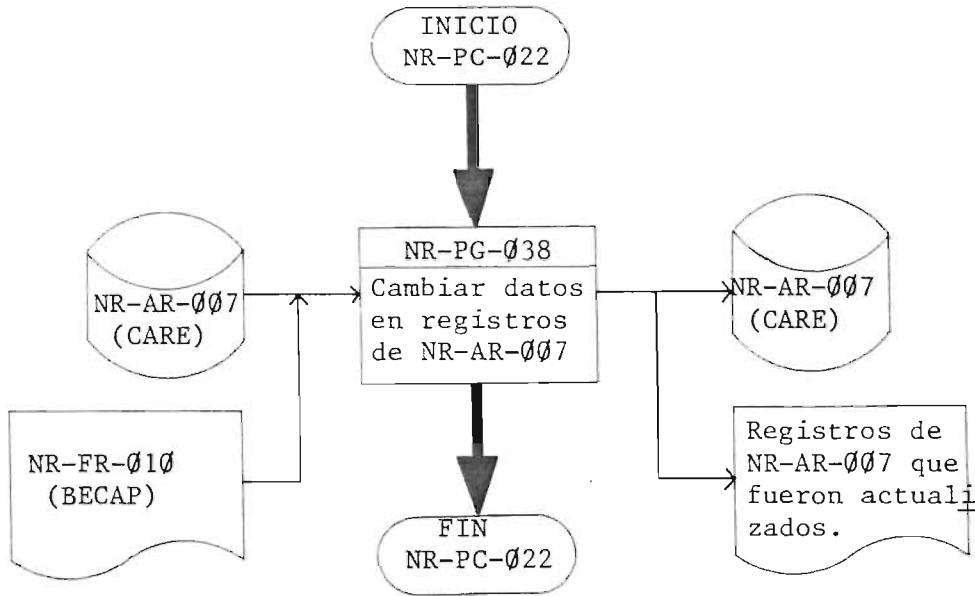 INICIO
NR-PC-Ø22
NR-PG-Ø38
Cambiar datos
en registros
de NR-AR-ØØ7
NR-AR-ØØ7
(CARE)
NR-FR-Ø1Ø
(BECAP)
NR-AR-ØØ7
(CARE)
Registros de
NR-AR-ØØ7 que
fueron actuali
zados.
FIN
NR-PC-Ø22